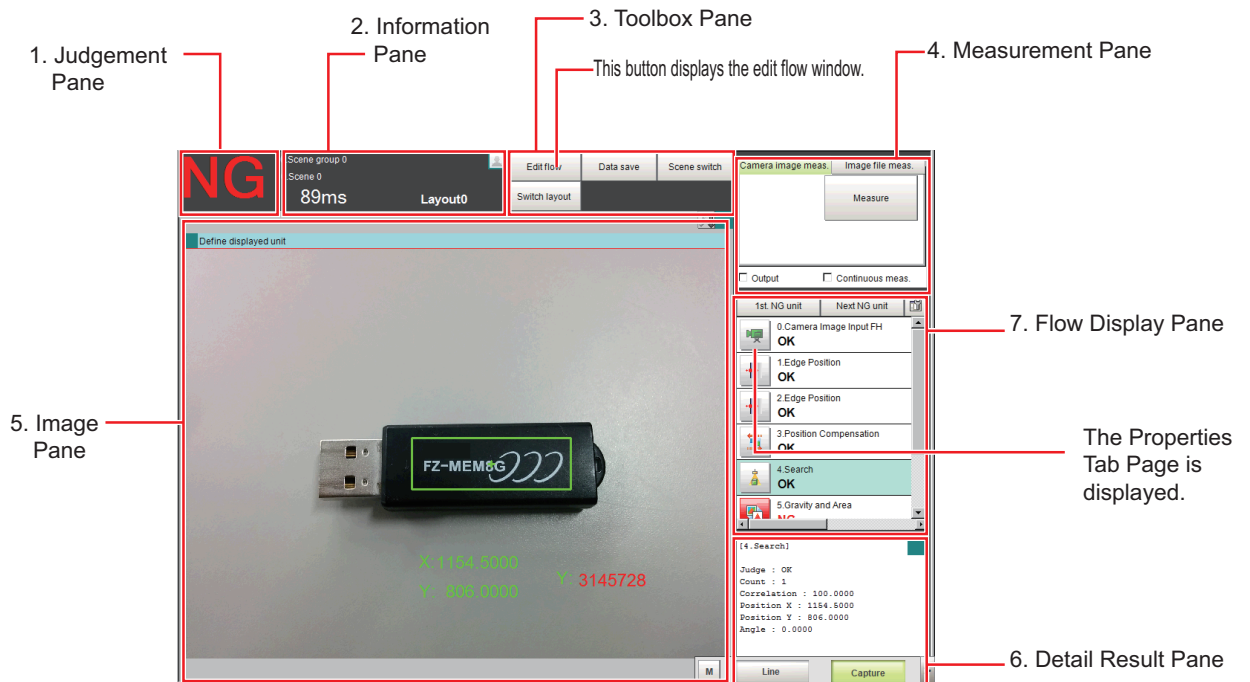 1. Judgement
Pane
2. Information
Pane
3. Toolbox Pane
This button displays the edit flow window.
4. Measurement Pane
NG
Scene group 0
Scene 0
89ms
Layout0
Edit flow
Data save
Scene switch
Switch layout
Camera image meas.
Image file meas.
Measure
Output
Continuous meas.
Define displayed unit
1st. NG unit
Next NG unit
0.Camera Image Input FH
OK
1.Edge Position
OK
2.Edge Position
OK
3.Position Compensation
OK
4.Search
OK
5.Gravity and Area
NG
7. Flow Display Pane
The Properties
Tab Page is
displayed.
5. Image
Pane
FZ-MEM8G
X:1154.5000
Y: 806.0000
Y: 3145728
[4.Search]
Judge : OK
Count : 1
Correlation : 100.0000
Position X : 1154.5000
Position Y : 806.0000
Angle : 0.0000
M
Line
Capture
6. Detail Result Pane